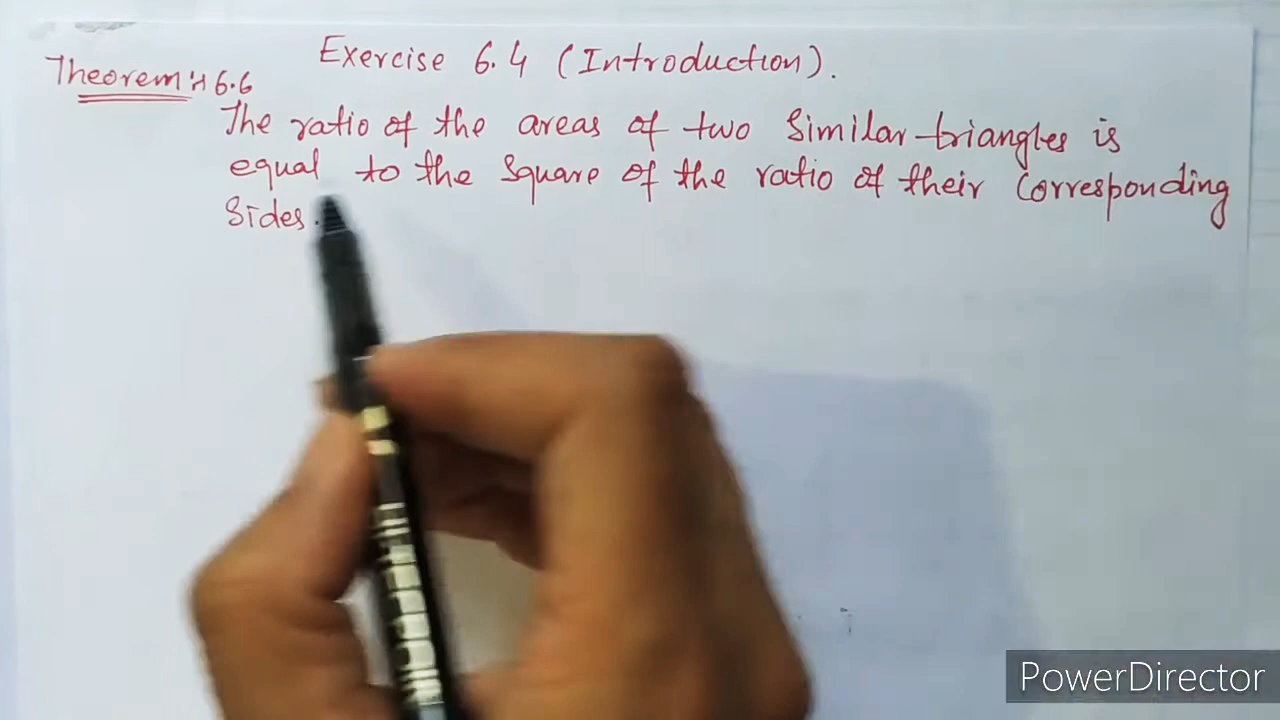 Exercise 6.4 (Introduction).
Theorem:- 6.6
The ratio of the areas of two Similar triangles is
equal to the square of the ratio of their Corresponding
Sides.
PowerDirector